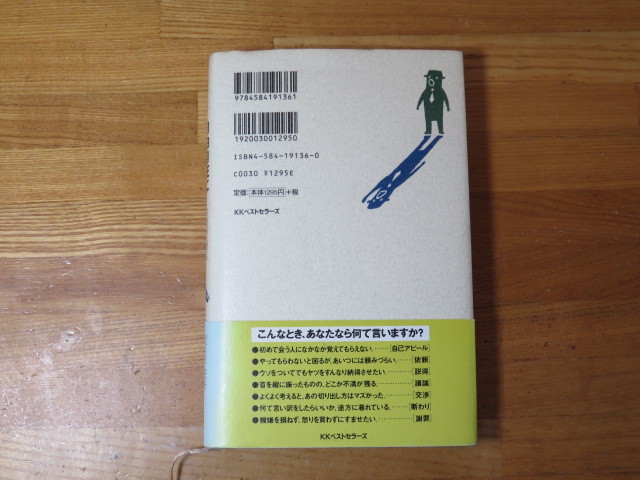 9784584191361
1920030012950
ISBN4-584-19136-0
C0030 ¥1295E
定価:本体1295円+税
KKベストセラーズ
こんなとき、あなたなら何て言いますか?
●初めて会う人になかなか覚えてもらえない。……[自己アピール]
●やってもらわないと困るが、あいつには頼みづらい。……[依頼]
●ウソをついてでもヤツをすんなり納得させたい。……[説得]
●首を縦に振ったものの、どこか不満が残る。……[議論]
●よくよく考えると、あの切り出し方はマズかった。……[交渉]
●何て言い訳をしたらいいか、途方に暮れている。……[断わり]
●機嫌を損ねず、怒りを買わずにすませたい。……[謝罪]
KKベストセラーズ